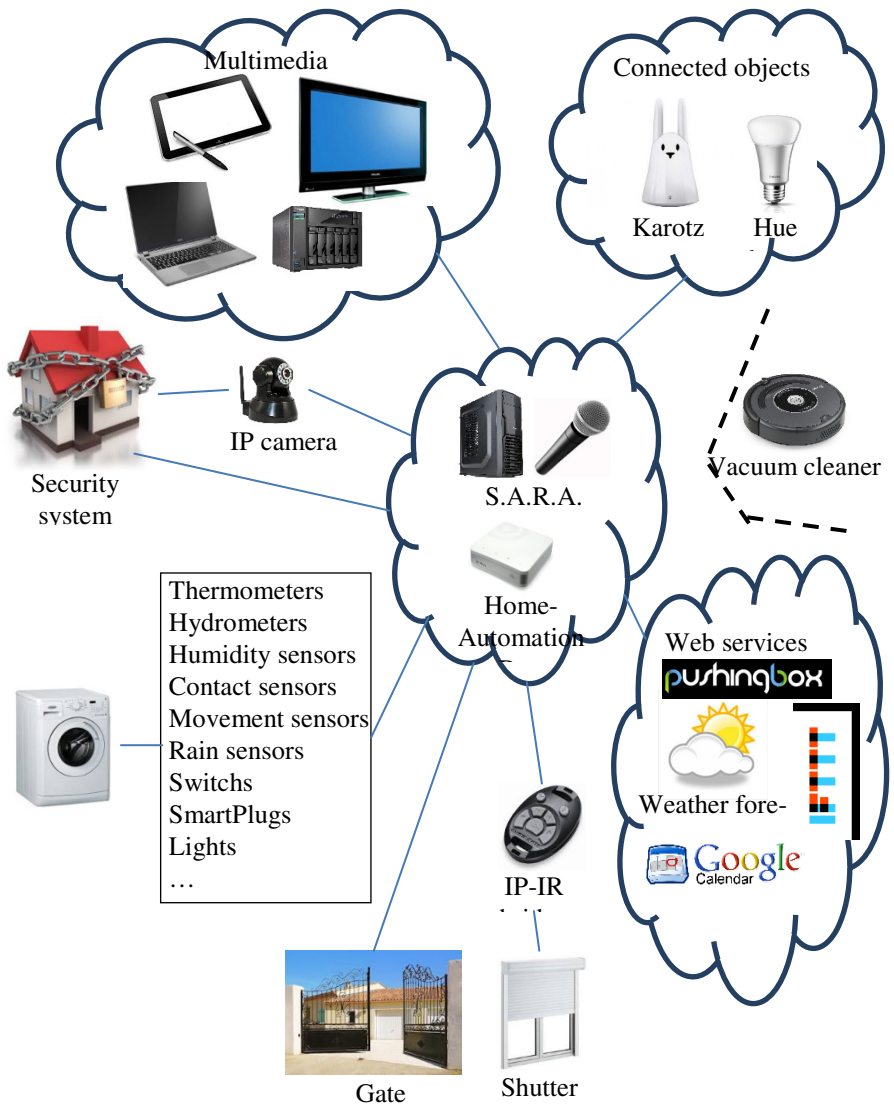 Multimedia
Connected objects
Karotz
Hue
IP camera
Security
system
Vacuum cleaner
S.A.R.A.
Home-
Automation
Thermometers
Hydrometers
Humidity sensors
Contact sensors
Movement sensors
Rain sensors
Switchs
SmartPlugs
Lights
…
Web services
pushingbox
Weather fore-
Google
Calendar
IP-IR
Gate
Shutter